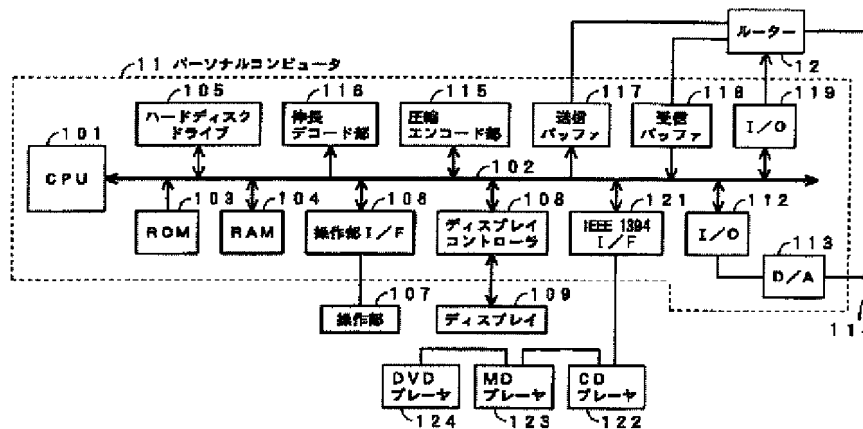 ルーター
12
11 パーソナルコンピュータ
105
116
115
117
118
119
101
ハードディスク
ドライブ
伸長
デコード部
圧縮
エンコード部
送信
バッファ
受信
バッファ
I/O
CPU
102
103
104
106
108
121
112
ROM
RAM
操作部I/F
ディスプレイ
コントローラ
IEEE 1394
I/F
I/O
113
D/A
107
109
操作部
ディスプレイ
11
DVD
プレーヤ
MD
プレーヤ
CD
プレーヤ
124
123
122